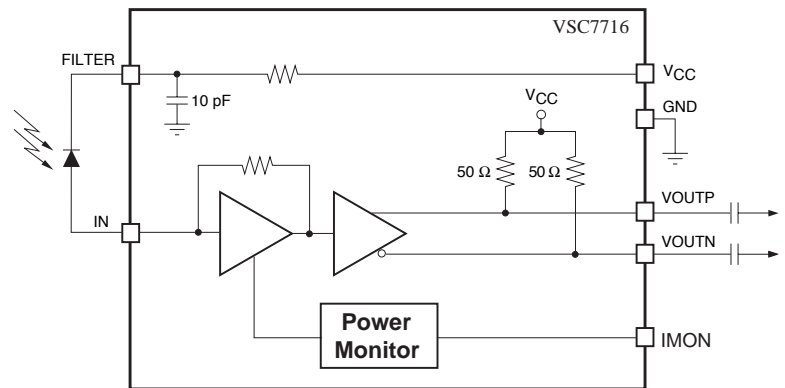 VSC7716
FILTER
VCC
10 pF
VCC
GND
50 Ω
50 Ω
VOUTP
IN
VOUTN
Power
Monitor
IMON